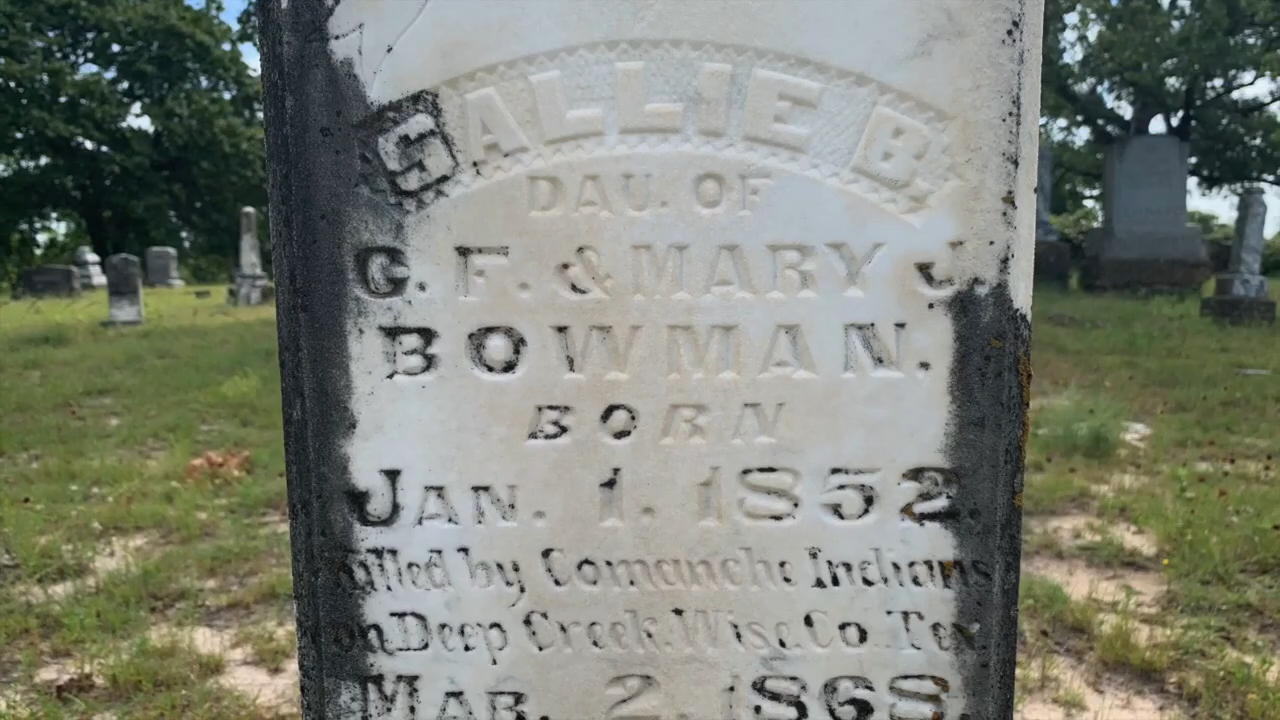 SALLIE B.
DAU. OF
G. F. & MARY J.
BOWMAN.
BORN
JAN. 1. 1852.
Killed by Comanche Indians
on Deep Creek. Wise. Co. Tex.
MAR. 2. 1868.